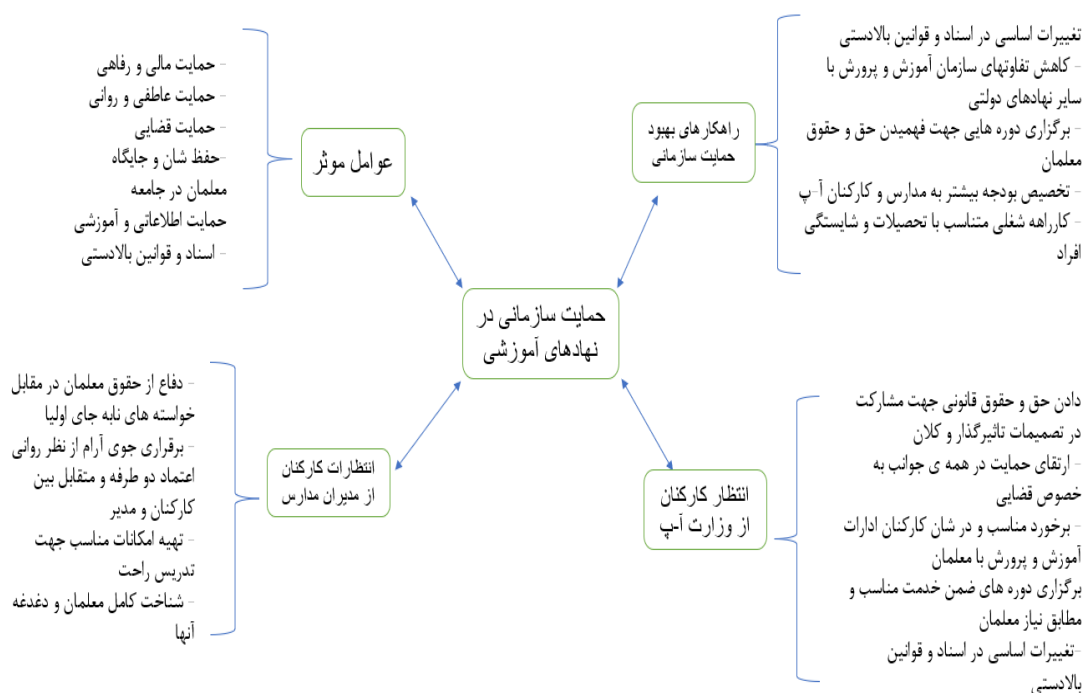 تغییرات اساسی در اسناد و قوانین بالادستی
- کاهش تفاوتهای سازمان آموزش و پرورش با
سایر نهادهای دولتی
- برگزاری دوره هایی جهت فهمیدن حق و حقوق
معلمان
- تخصیص بودجه بیشتر به مدارس و کارکنان آ-پ
- کارراهه شغلی متناسب با تحصیلات و شایستگی
افراد
راهکارهای بهبود
حمایت سازمانی
عوامل موثر
- حمایت مالی و رفاهی
- حمایت عاطفی و روانی
- حمایت قضایی
-حفظ شان و جایگاه
معلمان در جامعه
حمایت اطلاعاتی و آموزشی
- اسناد و قوانین بالادستی
حمایت سازمانی در
نهادهای آموزشی
دادن حق و حقوق قانونی جهت مشارکت
در تصمیمات تاثیرگذار و کلان
- ارتقای حمایت در همه ی جوانب به
خصوص قضایی
- برخورد مناسب و در شان کارکنان ادارات
آموزش و پرورش با معلمان
برگزاری دوره های ضمن خدمت مناسب و
مطابق نیاز معلمان
-تغییرات اساسی در اسناد و قوانین
بالادستی
انتظار کارکنان
از وزارت آ-پ
انتظارات کارکنان
از مدیران مدارس
- دفاع از حقوق معلمان در مقابل
خواسته های نابه جای اولیا
- برقراری جوی آرام از نظر روانی
اعتماد دو طرفه و متقابل بین
کارکنان و مدیر
- تهیه امکانات مناسب جهت
تدریس راحت
- شناخت کامل معلمان و دغدغه
آنها